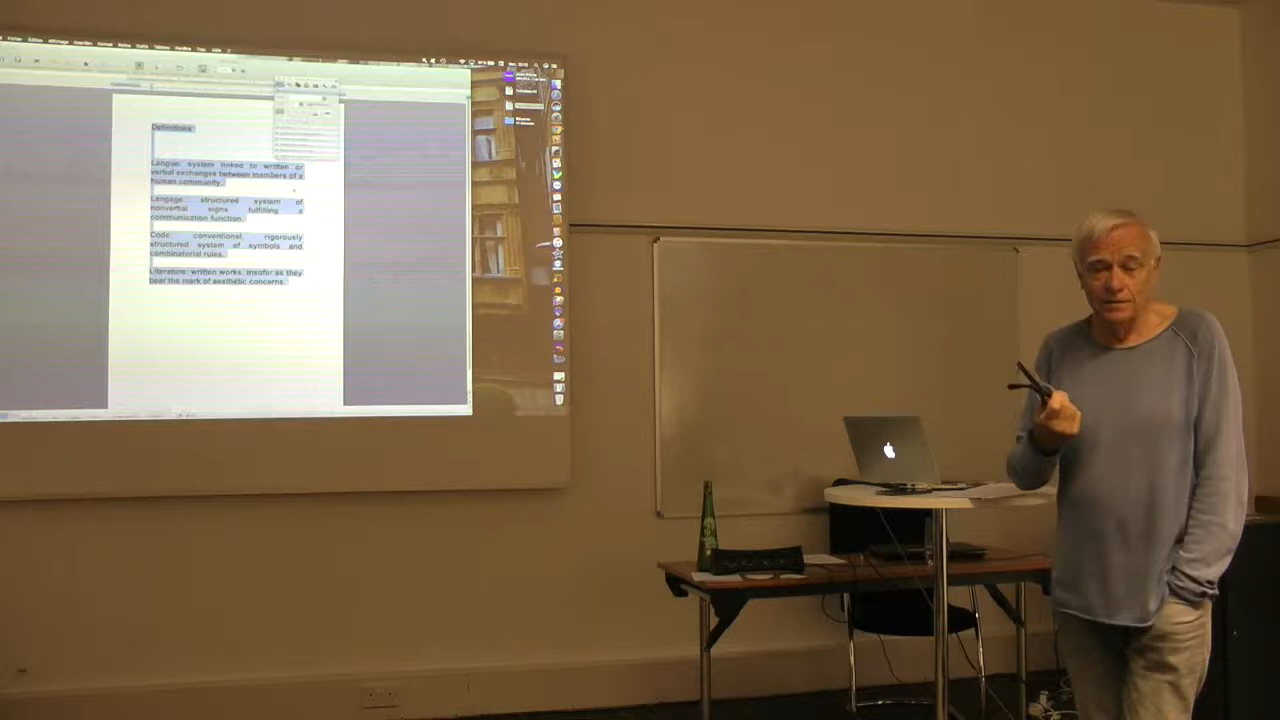 Definitions:
Langue: system linked to written or
verbal exchanges between members of a
human community.
Langage: structured system of
nonverbal signs fulfilling a
communication function.
Code: conventional, rigorously
structured system of symbols and
combinatorial rules.
Literature: written works, insofar as they
bear the mark of aesthetic concerns.